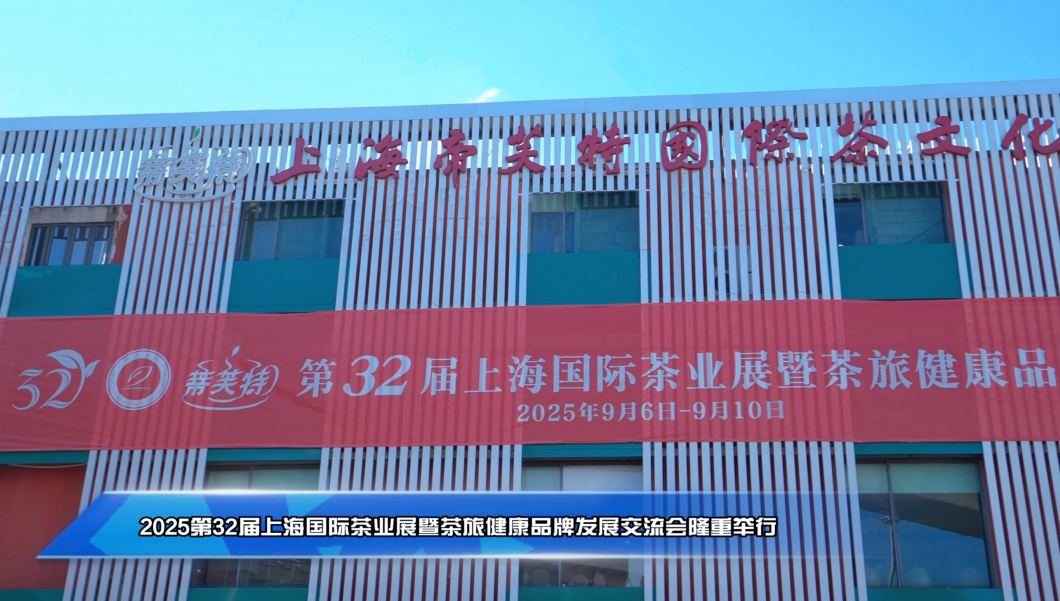 蒂芙特 上海帝芙特国際茶文化
32 2 蒂芙特 第32届上海国际茶业展暨茶旅健康品
2025年9月6日-9月10日
2025第32届上海国际茶业展暨茶旅健康品牌发展交流会隆重举行